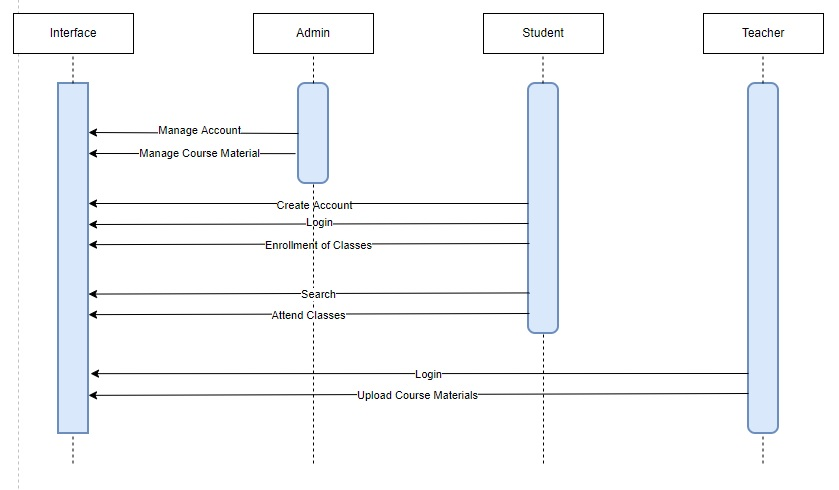 Interface
Admin
Student
Teacher
Manage Account
Manage Course Material
Create Account
Login
Enrollment of Classes
Search
Attend Classes
Login
Upload Course Materials